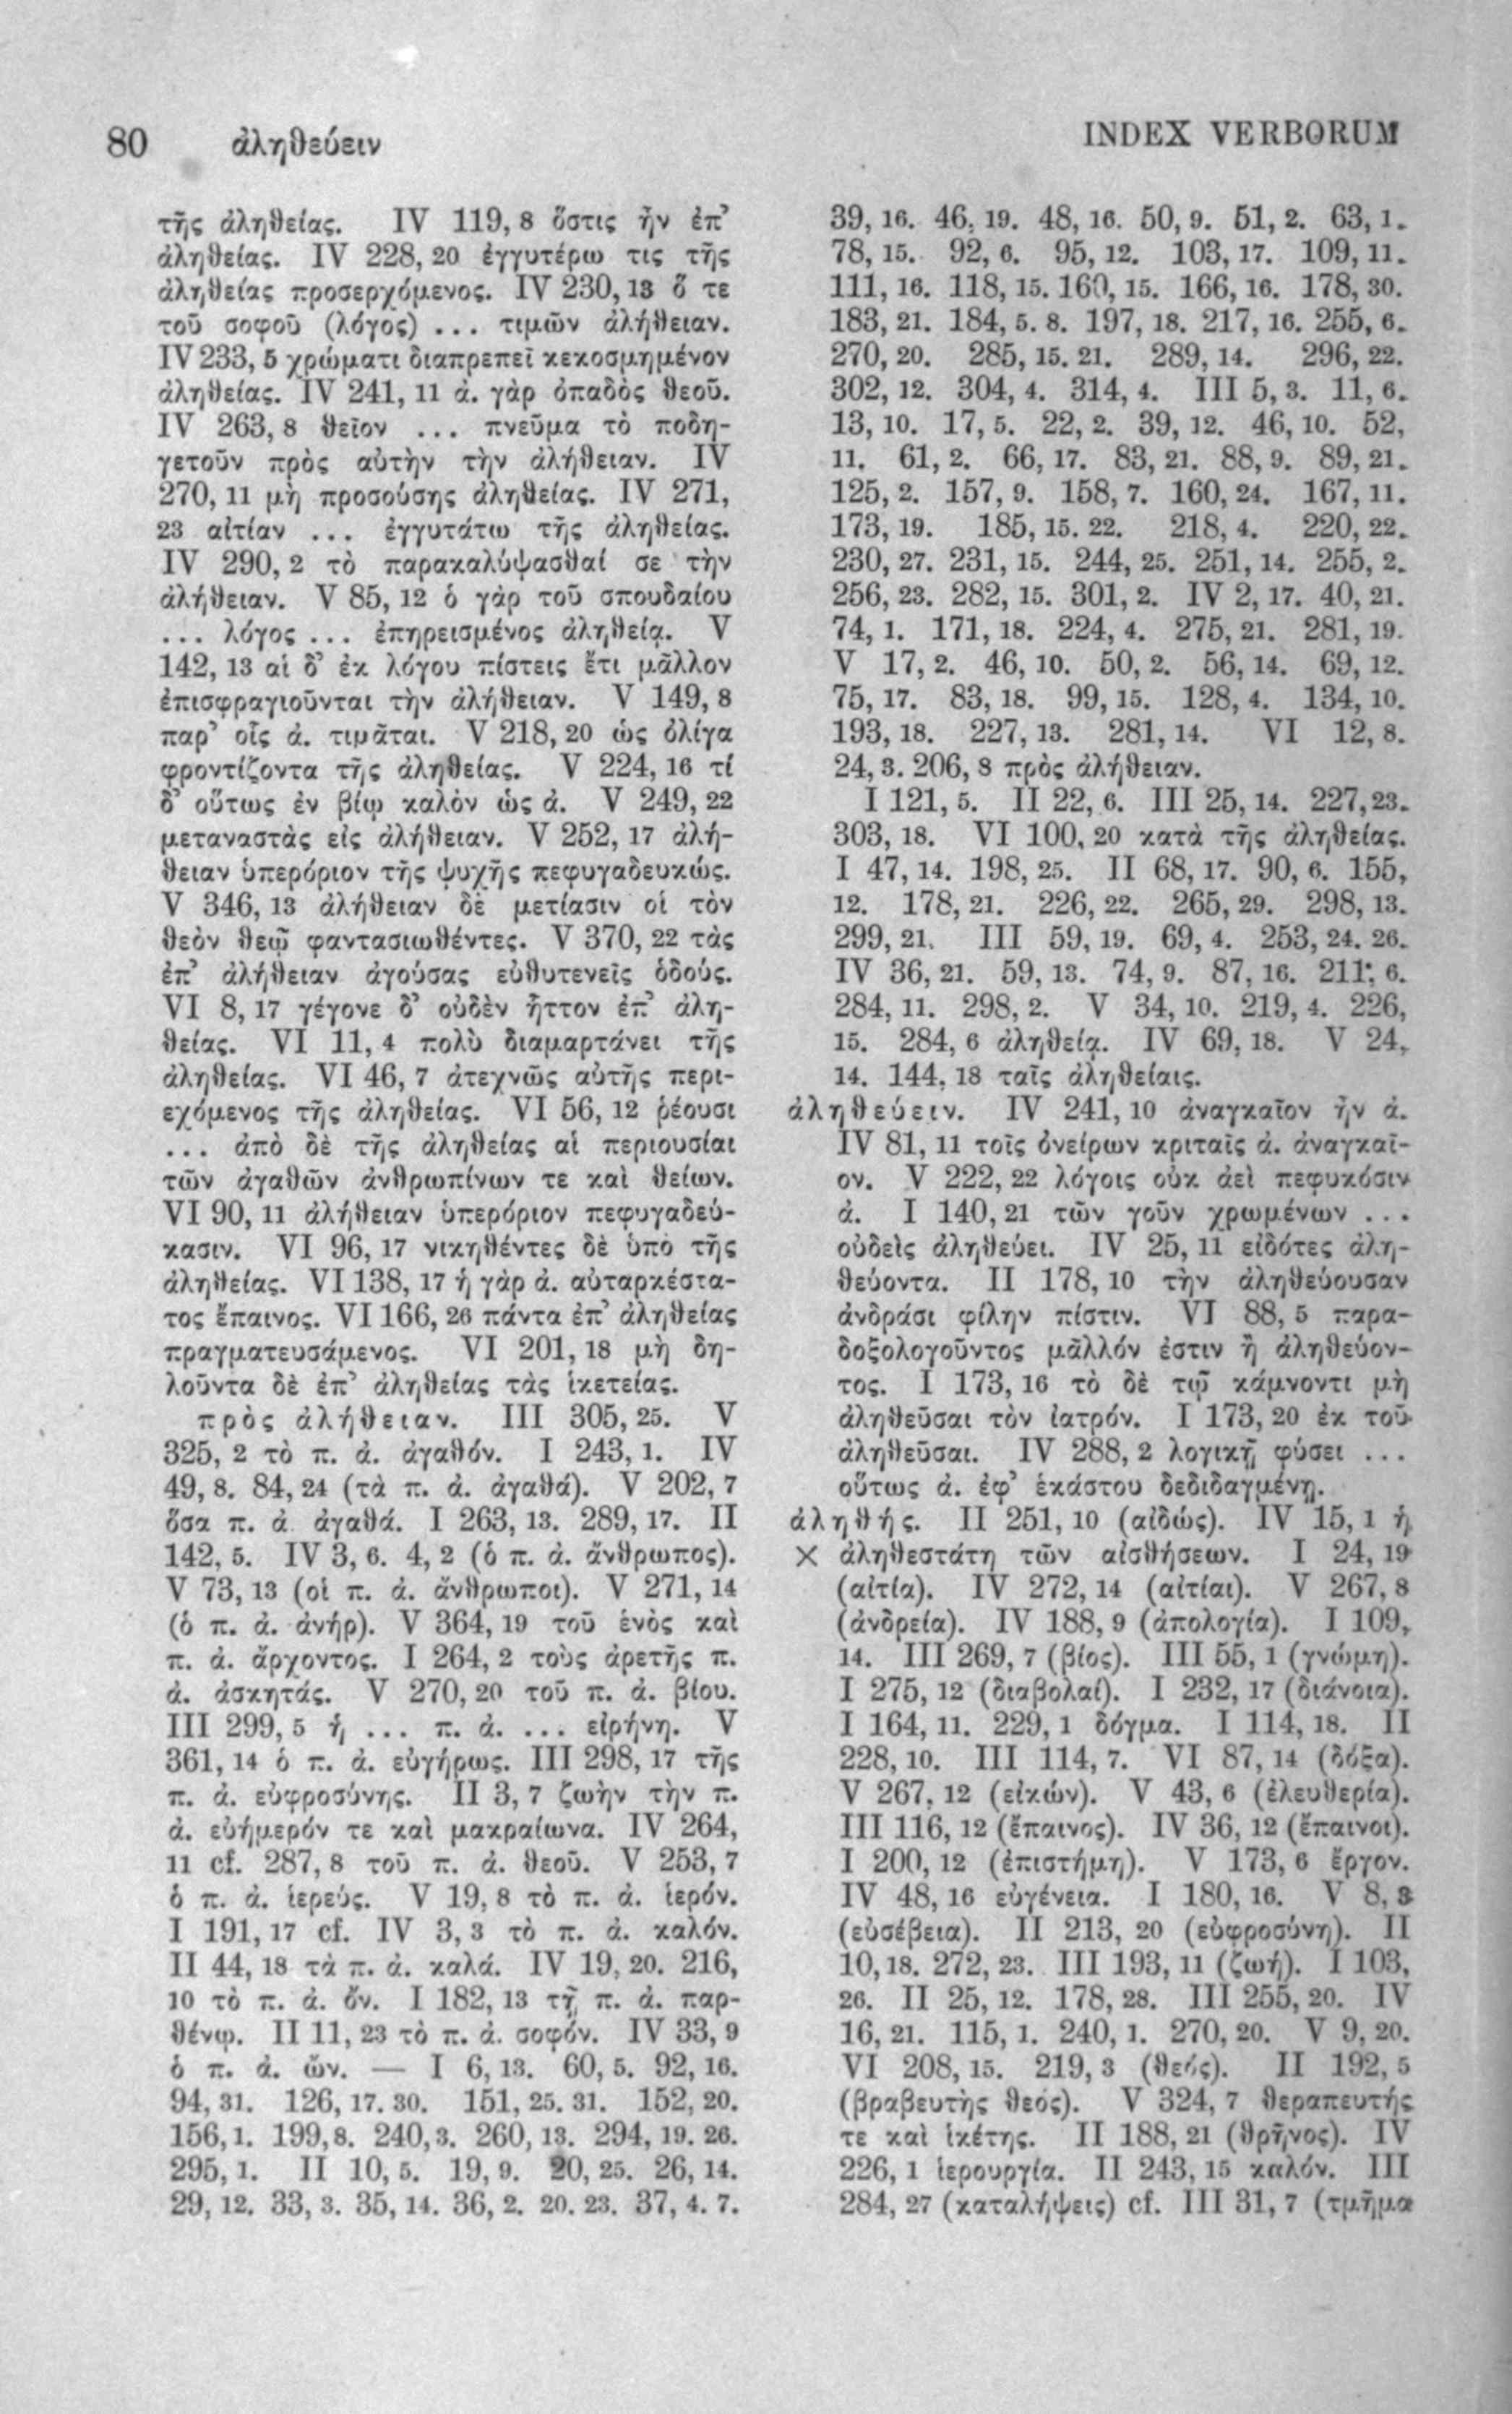 80 ἀληθεύειν
INDEX VERBORUM
τῆς ἀληθείας. IV 119, 8 ὅστις ἦν ἐπ’
ἀληθείας. IV 228, 20 ἐγγυτέρω τις τῆς
ἀληθείας προσερχόμενος. IV 230, 13 ὅ τε
τοῦ σοφοῦ (λόγος) ... τιμῶν ἀλήθειαν.
IV 233, 5 χρώματι διαπρεπεῖ κεκοσμημένον
ἀληθείας. IV 241, 11 ἀ. γὰρ ὀπαδὸς θεοῦ.
IV 263, 8 θεῖον ... πνεῦμα τὸ ποδη-
γετοῦν πρὸς αὐτὴν τὴν ἀλήθειαν. IV
270, 11 μὴ προσούσης ἀληθείας. IV 271,
23 αἰτίαν ... ἐγγυτάτω τῆς ἀληθείας.
IV 290, 2 τὸ παρακαλύψασθαί σε τὴν
ἀλήθειαν. V 85, 12 ὁ γὰρ τοῦ σπουδαίου
... λόγος ... ἐπηρεισμένος ἀληθείᾳ. V
142, 13 αἱ δ’ ἐκ λόγου πίστεις ἔτι μᾶλλον
ἐπισφραγιοῦνται τὴν ἀλήθειαν. V 149, 8
παρ’ οἷς ἀ. τιμᾶται. V 218, 20 ὡς ὀλίγα
φροντίζοντα τῆς ἀληθείας. V 224, 16 τί
δ’ οὕτως ἐν βίῳ καλὸν ὡς ἀ. V 249, 22
μεταναστὰς εἰς ἀλήθειαν. V 252, 17 ἀλή-
θειαν ὑπερόριον τῆς ψυχῆς πεφυγαδευκώς.
V 346, 13 ἀλήθειαν δὲ μετίασιν οἱ τὸν
θεὸν θεῷ φαντασιωθέντες. V 370, 22 τὰς
ἐπ’ ἀλήθειαν ἀγούσας εὐθυτενεῖς ὁδούς.
VI 8, 17 γέγονε δ’ οὐδὲν ἧττον ἐπ’ ἀλη-
θείας. VI 11, 4 πολὺ διαμαρτάνει τῆς
ἀληθείας. VI 46, 7 ἀτεχνῶς αὐτῆς περι-
εχόμενος τῆς ἀληθείας. VI 56, 12 ῥέουσι
... ἀπὸ δὲ τῆς ἀληθείας αἱ περιουσίαι
τῶν ἀγαθῶν ἀνθρωπίνων τε καὶ θείων.
VI 90, 11 ἀλήθειαν ὑπερόριον πεφυγαδεύ-
κασιν. VI 96, 17 νικηθέντες δὲ ὑπὸ τῆς
ἀληθείας. VI 138, 17 ἡ γὰρ ἀ. αὐταρκέστα-
τος ἔπαινος. VI 166, 26 πάντα ἐπ’ ἀληθείας
πραγματευσάμενος. VI 201, 18 μὴ δη-
λοῦντα δὲ ἐπ’ ἀληθείας τὰς ἱκετείας.
πρὸς ἀλήθειαν. III 305, 25. V
325, 2 τὸ π. ἀ. ἀγαθόν. I 243, 1. IV
49, 8. 84, 24 (τὰ π. ἀ. ἀγαθά). V 202, 7
ὅσα π. ἀ. ἀγαθά. I 263, 13. 289, 17. II
142, 5. IV 3, 6. 4, 2 (ὁ π. ἀ. ἄνθρωπος).
V 73, 13 (οἱ π. ἀ. ἄνθρωποι). V 271, 14
(ὁ π. ἀ. ἀνήρ). V 364, 19 τοῦ ἑνὸς καὶ
π. ἀ. ἄρχοντος. I 264, 2 τοὺς ἀρετῆς π.
ἀ. ἀσκητάς. V 270, 20 τοῦ π. ἀ. βίου.
III 299, 5 ἡ ... π. ἀ. ... εἰρήνη. V
361, 14 ὁ π. ἀ. εὐγήρως. III 298, 17 τῆς
π. ἀ. εὐφροσύνης. II 3, 7 ζωὴν τὴν π.
ἀ. εὐήμερόν τε καὶ μακραίωνα. IV 264,
11 cf. 287, 8 τοῦ π. ἀ. θεοῦ. V 253, 7
ὁ π. ἀ. ἱερεύς. V 19, 8 τὸ π. ἀ. ἱερόν.
I 191, 17 cf. IV 3, 3 τὸ π. ἀ. καλόν.
II 44, 18 τὰ π. ἀ. καλά. IV 19, 20. 216,
10 τὸ π. ἀ. ὄν. I 182, 13 τῇ π. ἀ. παρ-
θένῳ. II 11, 23 τὸ π. ἀ. σοφόν. IV 33, 9
ὁ π. ἀ. ὤν. — I 6, 13. 60, 5. 92, 16.
94, 31. 126, 17. 30. 151, 25. 31. 152, 20.
156, 1. 199, 8. 240, 3. 260, 13. 294, 19. 26.
295, 1. II 10, 5. 19, 9. 20, 25. 26, 14.
29, 12. 33, 3. 35, 14. 36, 2. 20. 23. 37, 4. 7.
39, 16. 46, 19. 48, 16. 50, 9. 51, 2. 63, 1.
78, 15. 92, 6. 95, 12. 103, 17. 109, 11.
111, 16. 118, 15. 160, 15. 166, 16. 178, 30.
183, 21. 184, 5. 8. 197, 18. 217, 16. 255, 6.
270, 20. 285, 15. 21. 289, 14. 296, 22.
302, 12. 304, 4. 314, 4. III 5, 3. 11, 6.
13, 10. 17, 5. 22, 2. 39, 12. 46, 10. 52,
11. 61, 2. 66, 17. 83, 21. 88, 9. 89, 21.
125, 2. 157, 9. 158, 7. 160, 24. 167, 11.
173, 19. 185, 15. 22. 218, 4. 220, 22.
230, 27. 231, 15. 244, 25. 251, 14. 255, 2.
256, 23. 282, 15. 301, 2. IV 2, 17. 40, 21.
74, 1. 171, 18. 224, 4. 275, 21. 281, 19.
V 17, 2. 46, 10. 50, 2. 56, 14. 69, 12.
75, 17. 83, 18. 99, 15. 128, 4. 134, 10.
193, 18. 227, 13. 281, 14. VI 12, 8.
24, 3. 206, 8 πρὸς ἀλήθειαν.
I 121, 5. II 22, 6. III 25, 14. 227, 23.
303, 18. VI 100, 20 κατὰ τῆς ἀληθείας.
I 47, 14. 198, 25. II 68, 17. 90, 6. 155,
12. 178, 21. 226, 22. 265, 29. 298, 13.
299, 21. III 59, 19. 69, 4. 253, 24. 26.
IV 36, 21. 59, 13. 74, 9. 87, 16. 211, 6.
284, 11. 298, 2. V 34, 10. 219, 4. 226,
15. 284, 6 ἀληθείᾳ. IV 69, 18. V 24,
14. 144, 18 ταῖς ἀληθείαις.
ἀληθεύειν. IV 241, 10 ἀναγκαῖον ἦν ἀ.
IV 81, 11 τοῖς ὀνείρων κριταῖς ἀ. ἀναγκαῖ-
ον. V 222, 22 λόγοις οὐκ ἀεὶ πεφυκόσιν
ἀ. I 140, 21 τῶν γοῦν χρωμένων ...
οὐδεὶς ἀληθεύει. IV 25, 11 εἰδότες ἀλη-
θεύοντα. II 178, 10 τὴν ἀληθεύουσαν
ἀνδράσι φίλην πίστιν. VI 88, 5 παρα-
δοξολογοῦντος μᾶλλόν ἐστιν ἢ ἀληθεύον-
τος. I 173, 16 τὸ δὲ τῷ κάμνοντι μὴ
ἀληθεῦσαι τὸν ἰατρόν. I 173, 20 ἐκ τοῦ
ἀληθεῦσαι. IV 288, 2 λογικῇ φύσει ...
οὕτως ἀ. ἐφ’ ἑκάστου δεδιδαγμένῃ.
ἀληθής. II 251, 10 (αἰδώς). IV 15, 1 ἡ
× ἀληθεστάτη τῶν αἰσθήσεων. I 24, 19
(αἰτία). IV 272, 14 (αἰτίαι). V 267, 8
(ἀνδρεία). IV 188, 9 (ἀπολογία). I 109,
14. III 269, 7 (βίος). III 55, 1 (γνώμη).
I 275, 12 (διαβολαί). I 232, 17 (διάνοια).
I 164, 11. 229, 1 δόγμα. I 114, 18. II
228, 10. III 114, 7. VI 87, 14 (δόξα).
V 267, 12 (εἰκών). V 43, 6 (ἐλευθερία).
III 116, 12 (ἔπαινος). IV 36, 12 (ἔπαινοι).
I 200, 12 (ἐπιστήμη). V 173, 6 ἔργον.
IV 48, 16 εὐγένεια. I 180, 16. V 8, 3
(εὐσέβεια). II 213, 20 (εὐφροσύνη). II
10, 18. 272, 23. III 193, 11 (ζωή). I 103,
26. II 25, 12. 178, 28. III 255, 20. IV
16, 21. 115, 1. 240, 1. 270, 20. V 9, 20.
VI 208, 15. 219, 3 (θεός). II 192, 5
(βραβευτὴς θεός). V 324, 7 θεραπευτής
τε καὶ ἱκέτης. II 188, 21 (θρῆνος). IV
226, 1 ἱερουργία. II 243, 15 καλόν. III
284, 27 (καταλήψεις) cf. III 31, 7 (τμῆμα